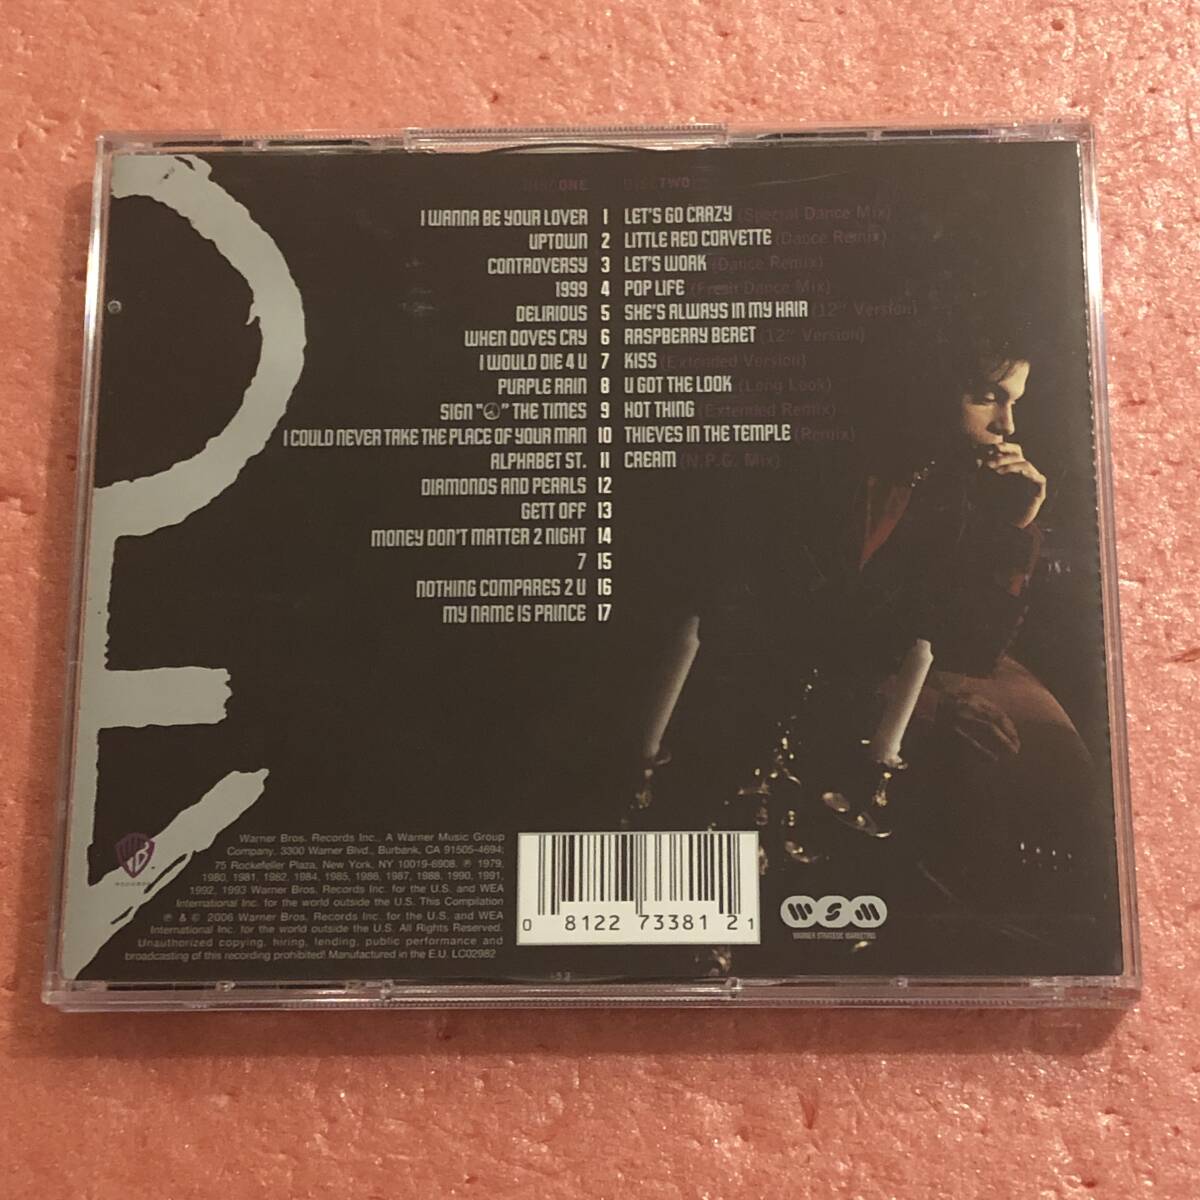 DISC ONE
I WANNA BE YOUR LOVER 1
UPTOWN 2
CONTROVERSY 3
1999 4
DELIRIOUS 5
WHEN DOVES CRY 6
I WOULD DIE 4 U 7
PURPLE RAIN 8
SIGN "☮" THE TIMES 9
I COULD NEVER TAKE THE PLACE OF YOUR MAN 10
ALPHABET ST. 11
DIAMONDS AND PEARLS 12
GETT OFF 13
MONEY DON'T MATTER 2 NIGHT 14
7 15
NOTHING COMPARES 2 U 16
MY NAME IS PRINCE 17
DISC TWO
LET'S GO CRAZY (Special Dance Mix)
LITTLE RED CORVETTE (Dance Remix)
LET'S WORK (Dance Remix)
POP LIFE (Fresh Dance Mix)
SHE'S ALWAYS IN MY HAIR (12" Version)
RASPBERRY BERET (12" Version)
KISS (Extended Version)
U GOT THE LOOK (Long Look)
HOT THING (Extended Remix)
THIEVES IN THE TEMPLE (Remix)
CREAM (N.P.G. Mix)
Warner Bros. Records Inc., A Warner Music Group
Company, 3300 Warner Blvd., Burbank, CA 91505-4694;
75 Rockefeller Plaza, New York, NY 10019-6908. ℗ 1979,
1980, 1981, 1982, 1984, 1985, 1986, 1987, 1988, 1990, 1991,
1992, 1993 Warner Bros. Records Inc. for the U.S. and WEA
International Inc. for the world outside the U.S. This Compilation
℗ & © 2006 Warner Bros. Records Inc. for the U.S. and WEA
International Inc. for the world outside the U.S. All Rights Reserved.
Unauthorized copying, hiring, lending, public performance and
broadcasting of this recording prohibited! Manufactured in the E.U. LC02982
WB
RECORDS
0 8122 73381 2 1
WSM
WARNER STRATEGIC MARKETING